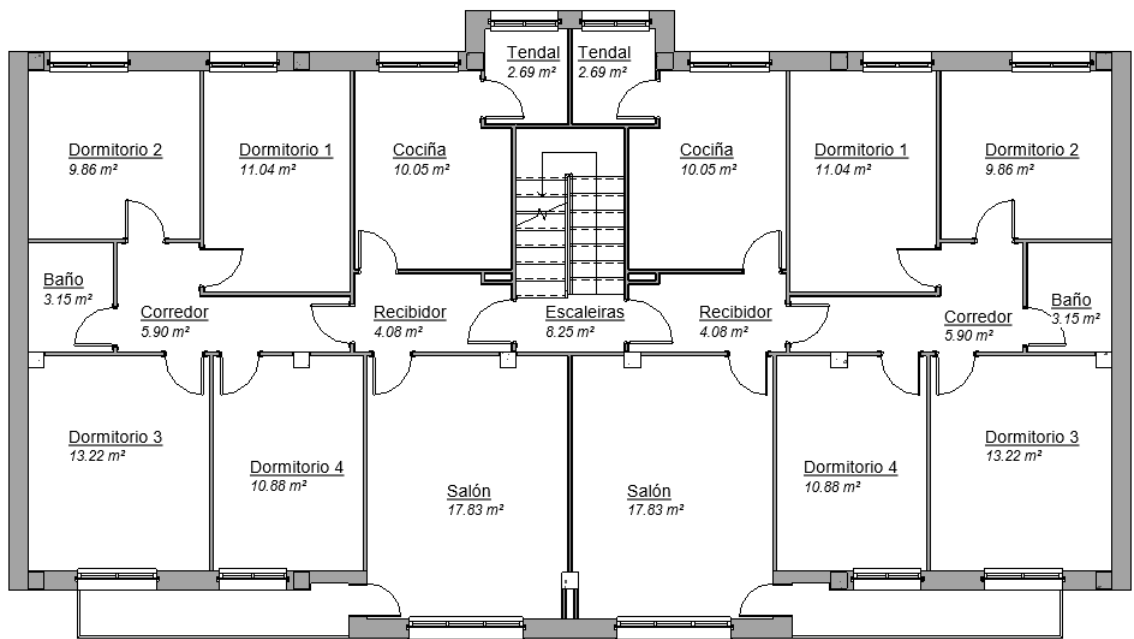 Tendal
2.69 m²
Tendal
2.69 m²
Dormitorio 2
9.86 m²
Dormitorio 1
11.04 m²
Cociña
10.05 m²
Cociña
10.05 m²
Dormitorio 1
11.04 m²
Dormitorio 2
9.86 m²
Baño
3.15 m²
Corredor
5.90 m²
Recibidor
4.08 m²
Escaleiras
8.25 m²
Recibidor
4.08 m²
Corredor
5.90 m²
Baño
3.15 m²
Dormitorio 3
13.22 m²
Dormitorio 4
10.88 m²
Salón
17.83 m²
Salón
17.83 m²
Dormitorio 4
10.88 m²
Dormitorio 3
13.22 m²